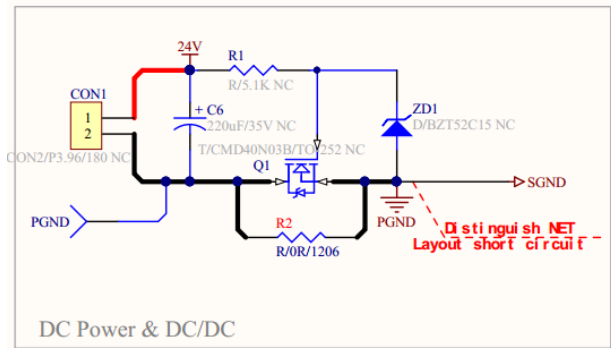 24V
R1
R/5.1K NC
CON1
1
2
CON2/P3.96/180 NC
+ C6
220uF/35V NC
T/CMD40N03B/TO-252 NC
Q1
ZD1
D/BZT52C15 NC
PGND
SGND
PGND
R2
R/0R/1206
Distinguish NET
Layout short circuit
DC Power & DC/DC